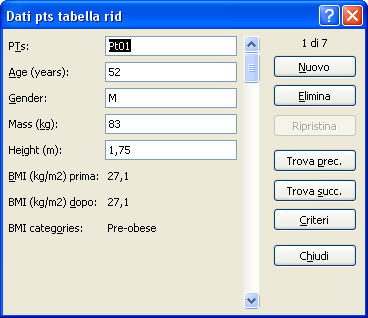 Dati pts tabella rid
PTs: Pt01
Age (years): 52
Gender: M
Mass (kg): 83
Height (m): 1,75
BMI (kg/m2) prima: 27,1
BMI (kg/m2) dopo: 27,1
BMI categories: Pre-obese
1 di 7
Nuovo
Elimina
Ripristina
Trova prec.
Trova succ.
Criteri
Chiudi